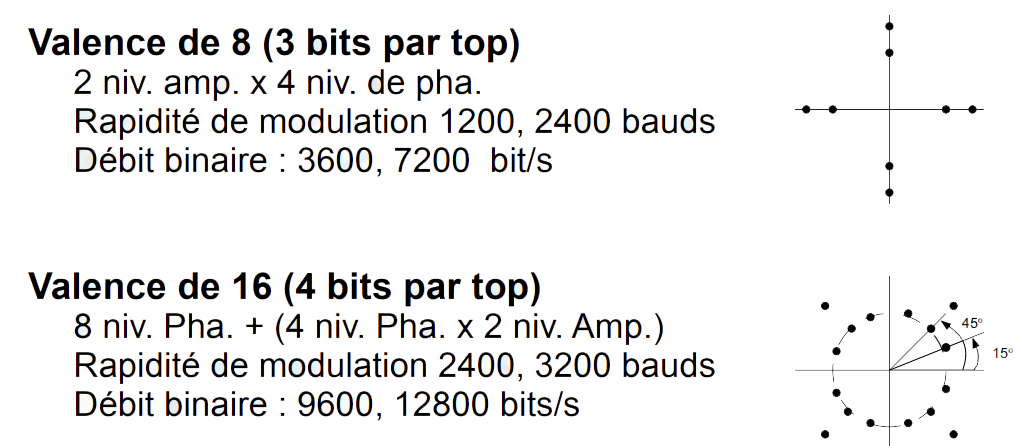 Valence de 8 (3 bits par top)
2 niv. amp. x 4 niv. de pha.
Rapidité de modulation 1200, 2400 bauds
Débit binaire : 3600, 7200 bit/s
Valence de 16 (4 bits par top)
8 niv. Pha. + (4 niv. Pha. x 2 niv. Amp.)
Rapidité de modulation 2400, 3200 bauds
Débit binaire : 9600, 12800 bits/s
45°
15°